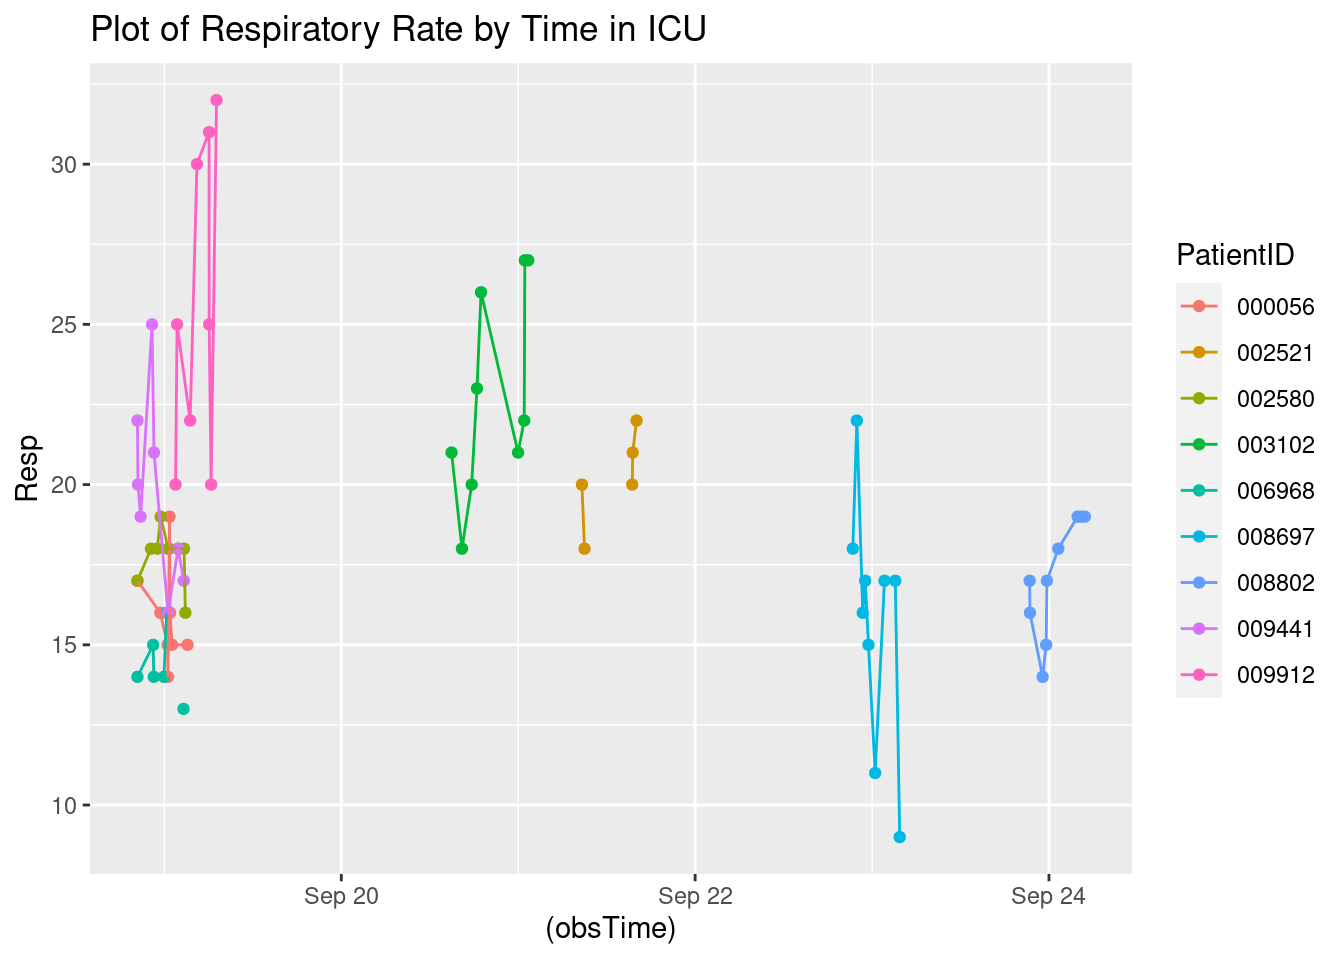 Plot of Respiratory Rate by Time in ICU
Resp
30
25
20
15
10
Sep 20
Sep 22
Sep 24
(obsTime)
PatientID
000056
002521
002580
003102
006968
008697
008802
009441
009912